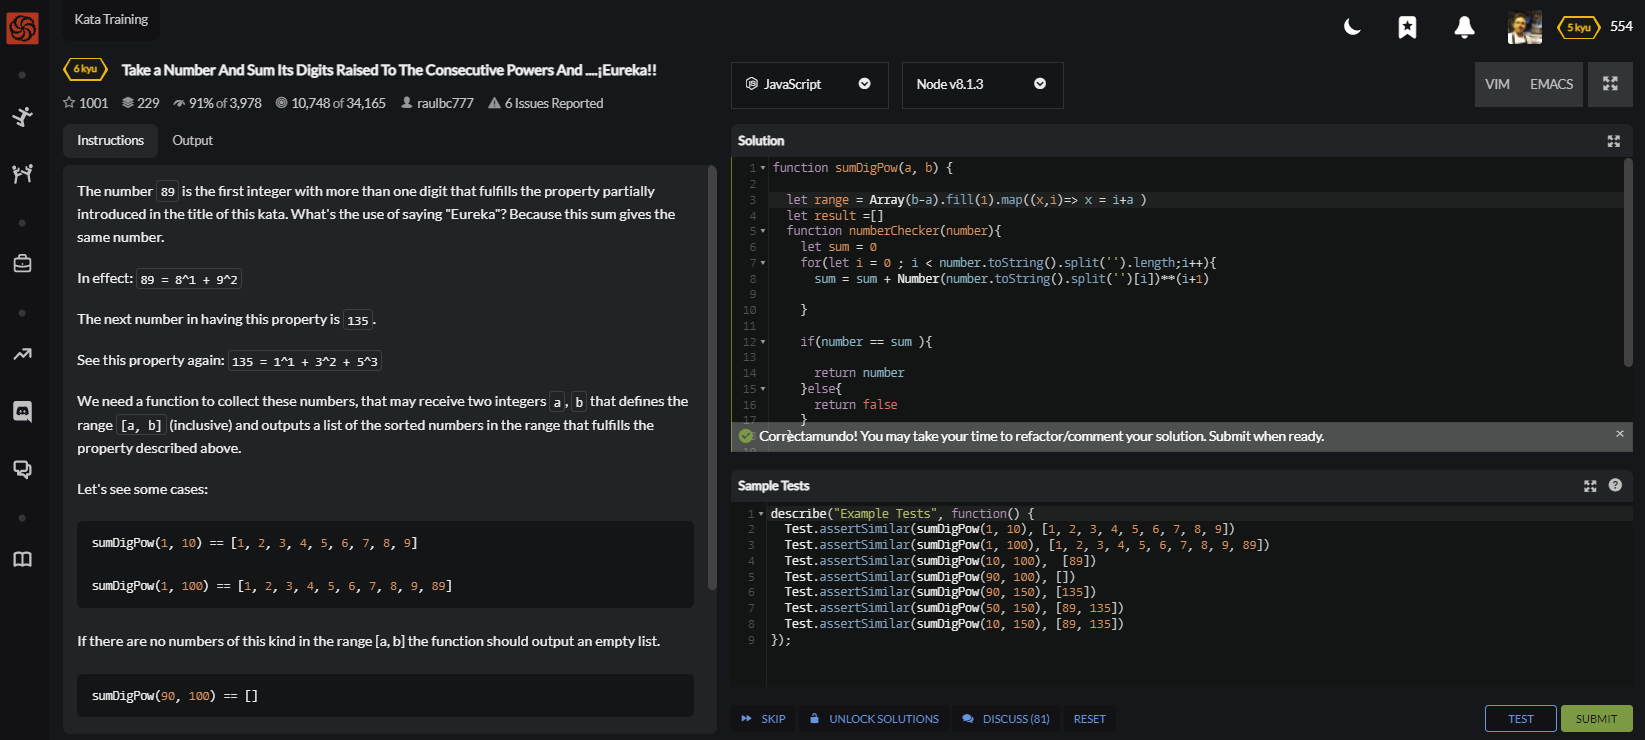 Kata Training
5 kyu 554
6 kyu Take a Number And Sum Its Digits Raised To The Consecutive Powers And ....¡Eureka!!
1001 229 91% of 3,978 10,748 of 34,165 raulbc777 6 Issues Reported
Instructions Output
The number 89 is the first integer with more than one digit that fulfills the property partially
introduced in the title of this kata. What's the use of saying "Eureka"? Because this sum gives the
same number.
In effect: 89 = 8^1 + 9^2
The next number in having this property is 135.
See this property again: 135 = 1^1 + 3^2 + 5^3
We need a function to collect these numbers, that may receive two integers a, b that defines the
range [a, b] (inclusive) and outputs a list of the sorted numbers in the range that fulfills the
property described above.
Let's see some cases:
sumDigPow(1, 10) == [1, 2, 3, 4, 5, 6, 7, 8, 9]
sumDigPow(1, 100) == [1, 2, 3, 4, 5, 6, 7, 8, 9, 89]
If there are no numbers of this kind in the range [a, b] the function should output an empty list.
sumDigPow(90, 100) == []
JavaScript Node v8.1.3 VIM EMACS
Solution
1 function sumDigPow(a, b) {
2
3 let range = Array(b-a).fill(1).map((x,i)=> x = i+a )
4 let result =[]
5 function numberChecker(number){
6 let sum = 0
7 for(let i = 0 ; i < number.toString().split('').length;i++){
8 sum = sum + Number(number.toString().split('')[i])**(i+1)
9
10 }
11
12 if(number == sum ){
13
14 return number
15 }else{
16 return false
17 }
Correctamundo! You may take your time to refactor/comment your solution. Submit when ready. ×
Sample Tests
1 describe("Example Tests", function() {
2 Test.assertSimilar(sumDigPow(1, 10), [1, 2, 3, 4, 5, 6, 7, 8, 9])
3 Test.assertSimilar(sumDigPow(1, 100), [1, 2, 3, 4, 5, 6, 7, 8, 9, 89])
4 Test.assertSimilar(sumDigPow(10, 100),  [89])
5 Test.assertSimilar(sumDigPow(90, 100), [])
6 Test.assertSimilar(sumDigPow(90, 150), [135])
7 Test.assertSimilar(sumDigPow(50, 150), [89, 135])
8 Test.assertSimilar(sumDigPow(10, 150), [89, 135])
9 });
SKIP UNLOCK SOLUTIONS DISCUSS (81) RESET TEST SUBMIT